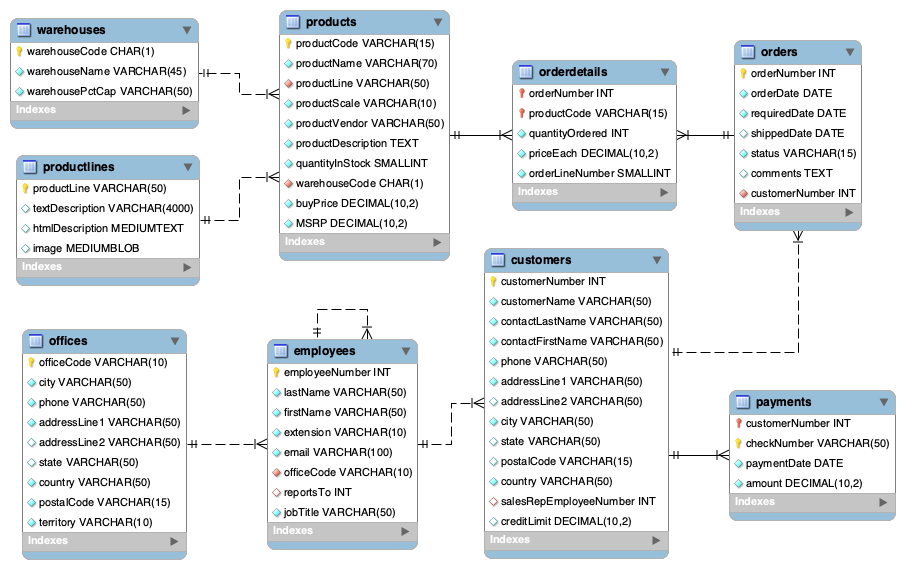 warehouses
warehouseCode CHAR(1)
warehouseName VARCHAR(45)
warehousePctCap VARCHAR(50)
Indexes
productlines
productLine VARCHAR(50)
textDescription VARCHAR(4000)
htmlDescription MEDIUMTEXT
image MEDIUMBLOB
Indexes
products
productCode VARCHAR(15)
productName VARCHAR(70)
productLine VARCHAR(50)
productScale VARCHAR(10)
productVendor VARCHAR(50)
productDescription TEXT
quantityInStock SMALLINT
warehouseCode CHAR(1)
buyPrice DECIMAL(10,2)
MSRP DECIMAL(10,2)
Indexes
orderdetails
orderNumber INT
productCode VARCHAR(15)
quantityOrdered INT
priceEach DECIMAL(10,2)
orderLineNumber SMALLINT
Indexes
orders
orderNumber INT
orderDate DATE
requiredDate DATE
shippedDate DATE
status VARCHAR(15)
comments TEXT
customerNumber INT
Indexes
offices
officeCode VARCHAR(10)
city VARCHAR(50)
phone VARCHAR(50)
addressLine1 VARCHAR(50)
addressLine2 VARCHAR(50)
state VARCHAR(50)
country VARCHAR(50)
postalCode VARCHAR(15)
territory VARCHAR(10)
Indexes
employees
employeeNumber INT
lastName VARCHAR(50)
firstName VARCHAR(50)
extension VARCHAR(10)
email VARCHAR(100)
officeCode VARCHAR(10)
reportsTo INT
jobTitle VARCHAR(50)
Indexes
customers
customerNumber INT
customerName VARCHAR(50)
contactLastName VARCHAR(50)
contactFirstName VARCHAR(50)
phone VARCHAR(50)
addressLine1 VARCHAR(50)
addressLine2 VARCHAR(50)
city VARCHAR(50)
state VARCHAR(50)
postalCode VARCHAR(15)
country VARCHAR(50)
salesRepEmployeeNumber INT
creditLimit DECIMAL(10,2)
Indexes
payments
customerNumber INT
checkNumber VARCHAR(50)
paymentDate DATE
amount DECIMAL(10,2)
Indexes